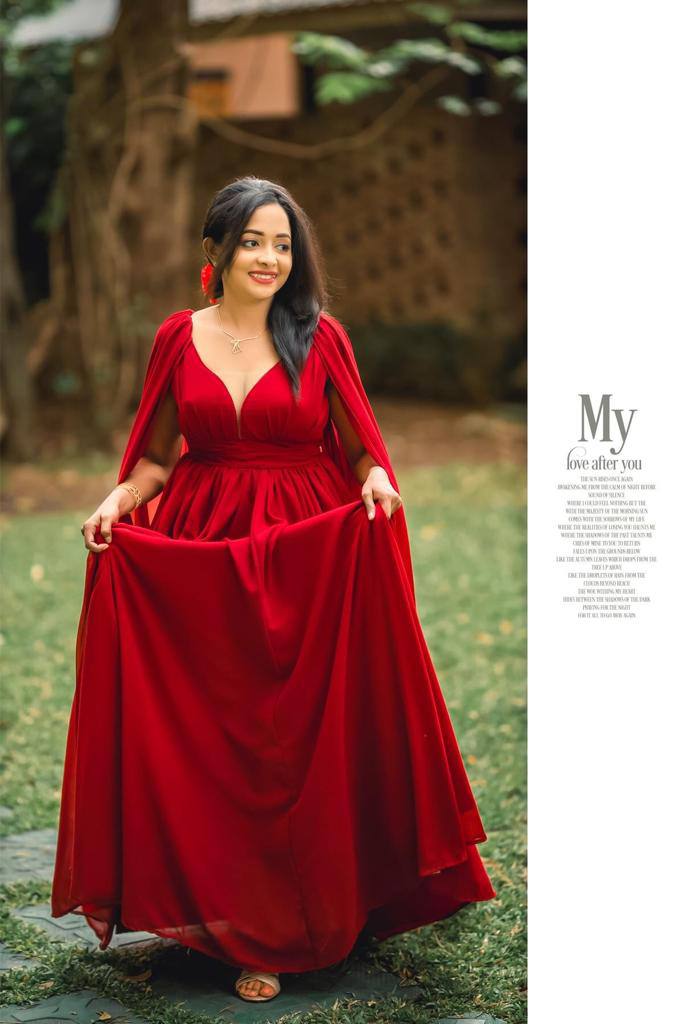 My
love after you
THE SUN RISES ONCE AGAIN
AWAKENING ME FROM THE CALM OF NIGHT BEFORE
SOUND OF SILENCE
WHERE I COULD FEEL NOTHING BUT THE
WITH THE MAJESTY OF THE MORNING SUN
COMES WITH THE SORROWS OF MY LIFE
WHERE THE REALITIES OF LOSING YOU HAUNTS ME
WHERE THE SHADOWS OF THE PAST TAUNTS ME
CRIES OF MINE TO YOU TO RETURN
FALLS UPON THE GROUNDS BELOW
LIKE THE AUTUMN LEAVES WHICH DROPS FROM THE
TREE UP ABOVE
LIKE THE DROPLETS OF RAIN FROM THE
CLOUDS BEYOND REACH
THE WOE WITHING MY HEART
HIDES BETWEEN THE SHADOWS OF THE DARK
PRAYING FOR THE NIGHT
FOR IT ALL TO GO AWAY AGAIN